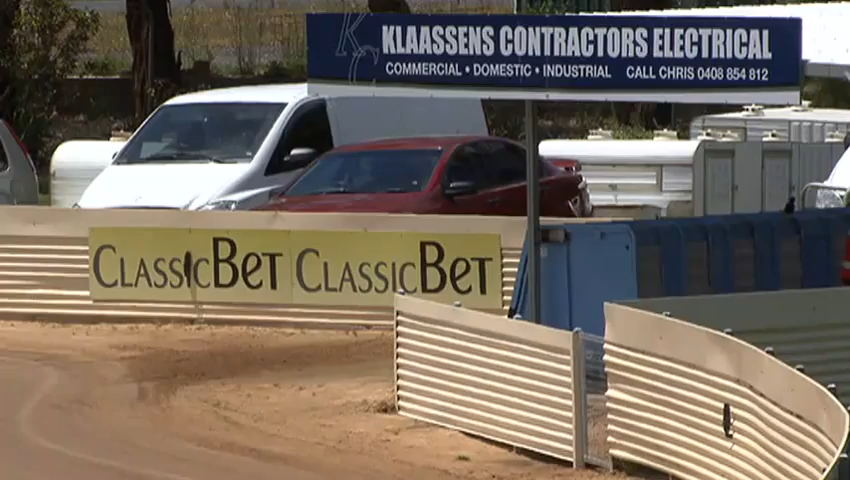 KLAASSENS CONTRACTORS ELECTRICAL
COMMERCIAL • DOMESTIC • INDUSTRIAL CALL CHRIS 0408 854 812
CLASSICBET CLASSICBET